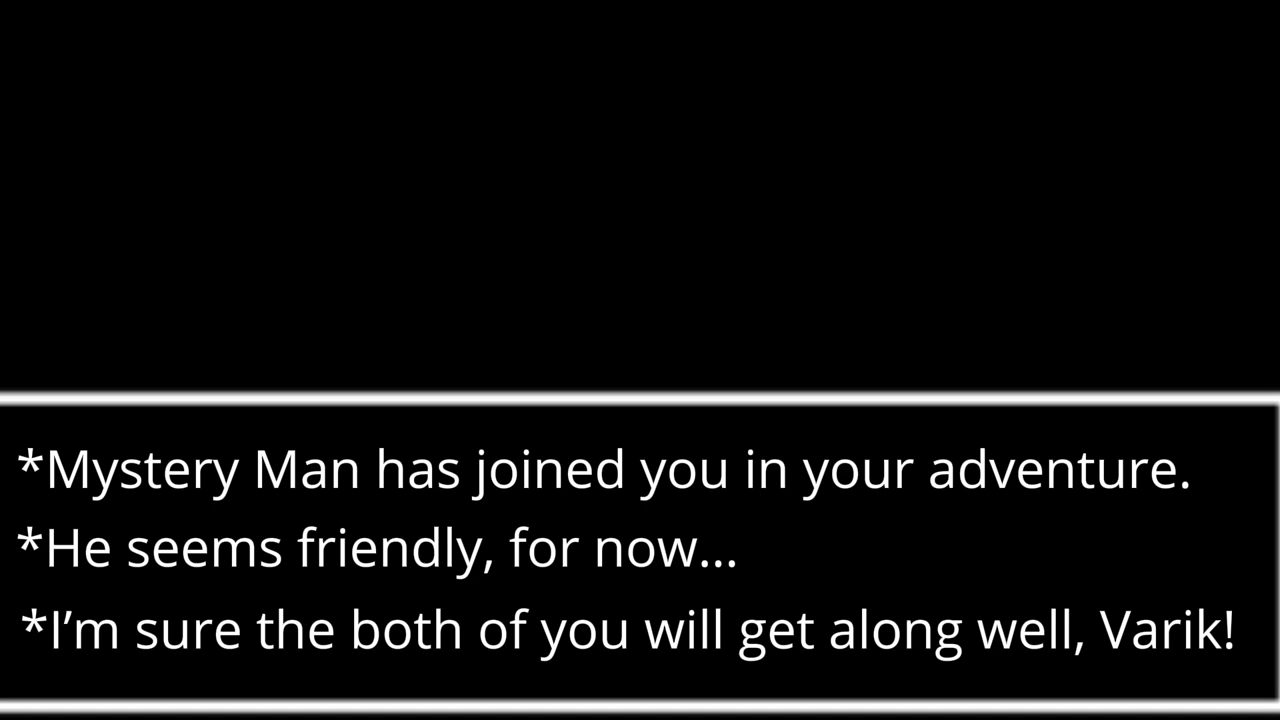 *Mystery Man has joined you in your adventure.
*He seems friendly, for now...
*I’m sure the both of you will get along well, Varik!